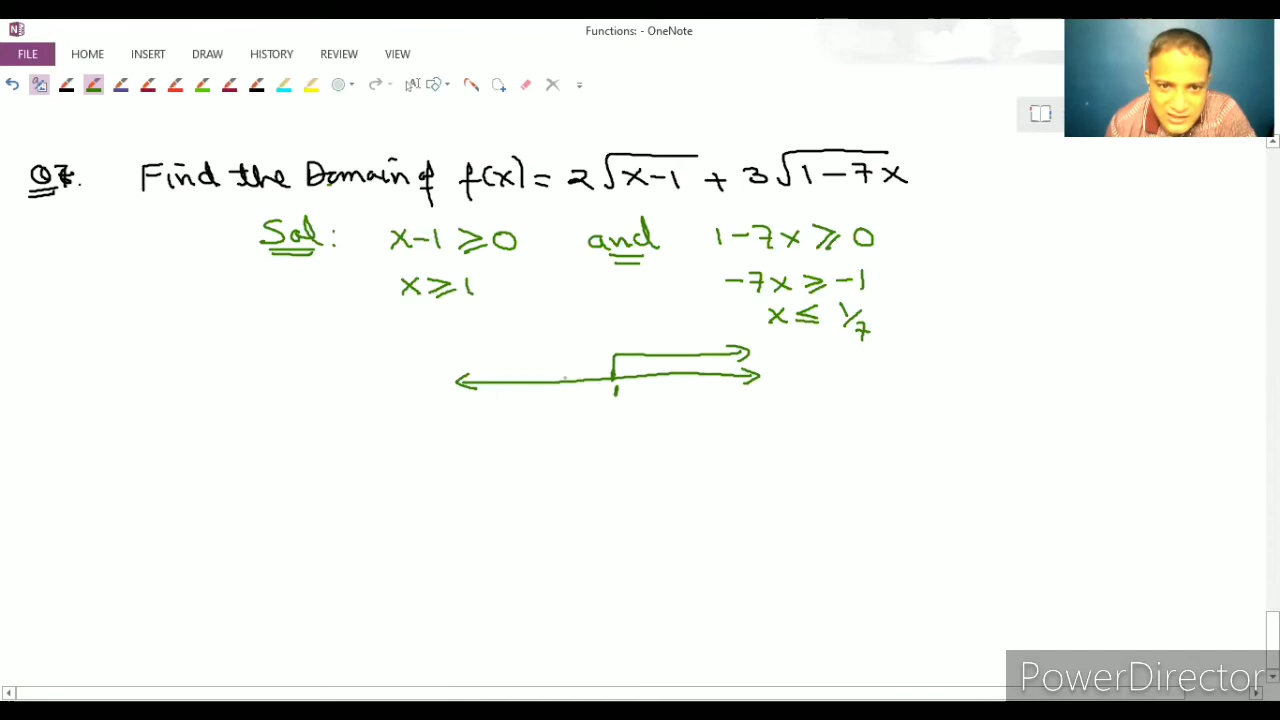 Functions: - OneNote
FILE HOME INSERT DRAW HISTORY REVIEW VIEW
Q7. Find the Domain of f(x) = 2√(x-1) + 3√(1-7x)
Sol: x-1 ≥ 0 and 1-7x ≥ 0
x ≥ 1 -7x ≥ -1
x ≤ 1/7
1
PowerDirector